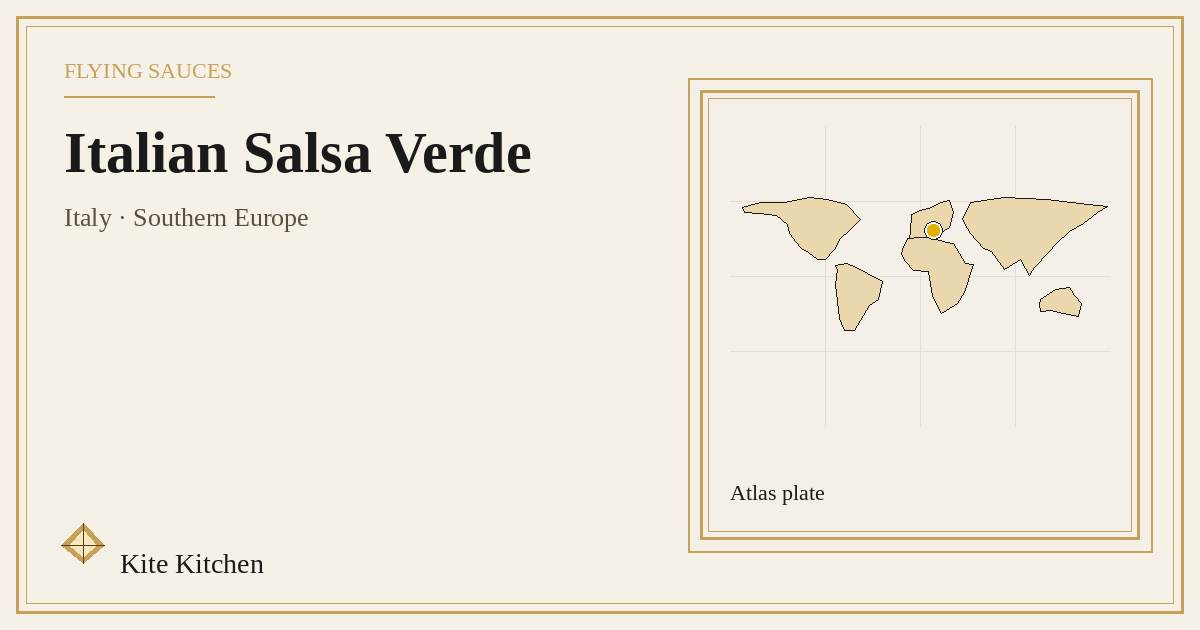 FLYING SAUCES
Italian Salsa Verde
Italy · Southern Europe
Atlas plate
Kite Kitchen